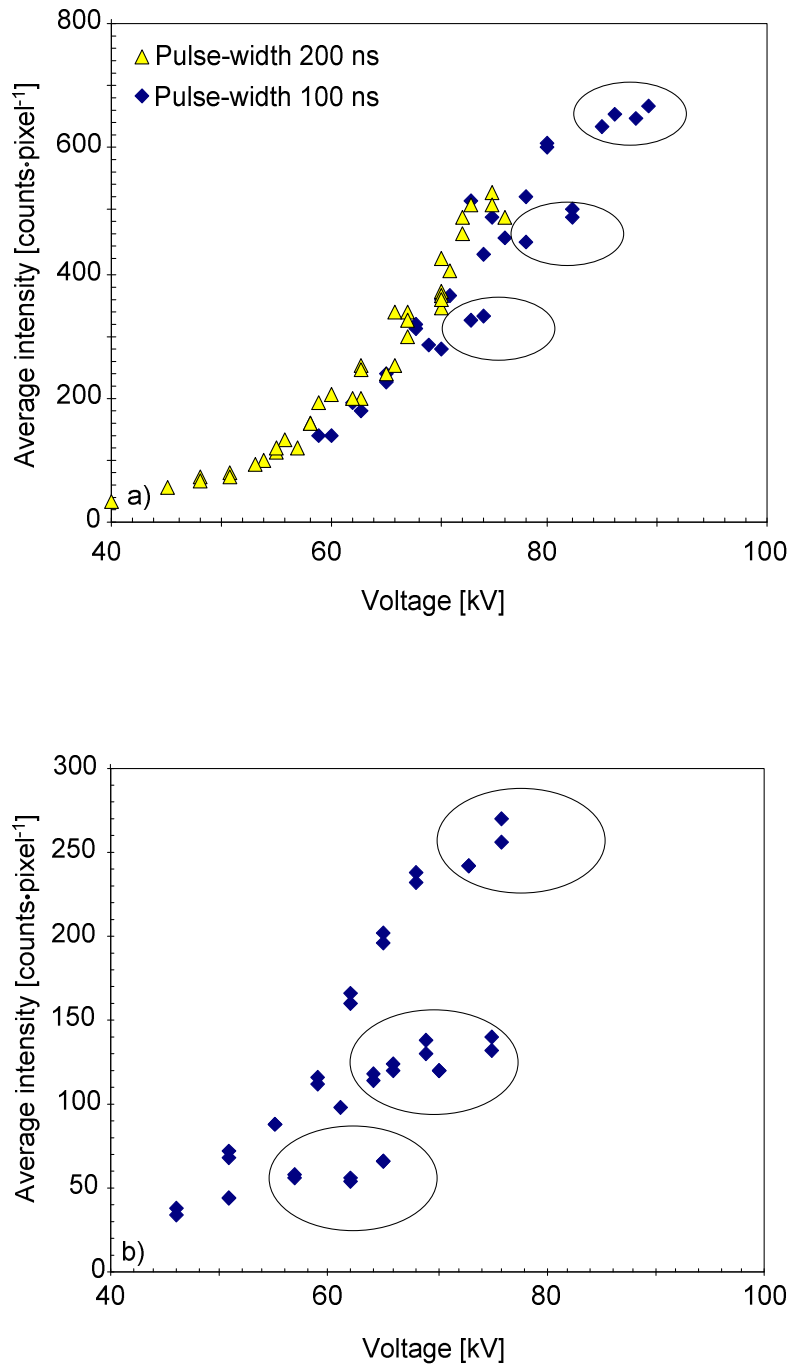 800
600
400
200
0
Average intensity [counts·pixel⁻¹]
Pulse-width 200 ns
Pulse-width 100 ns
a)
40
60
80
100
Voltage [kV]
300
250
200
150
100
50
0
Average intensity [counts·pixel⁻¹]
b)
40
60
80
100
Voltage [kV]